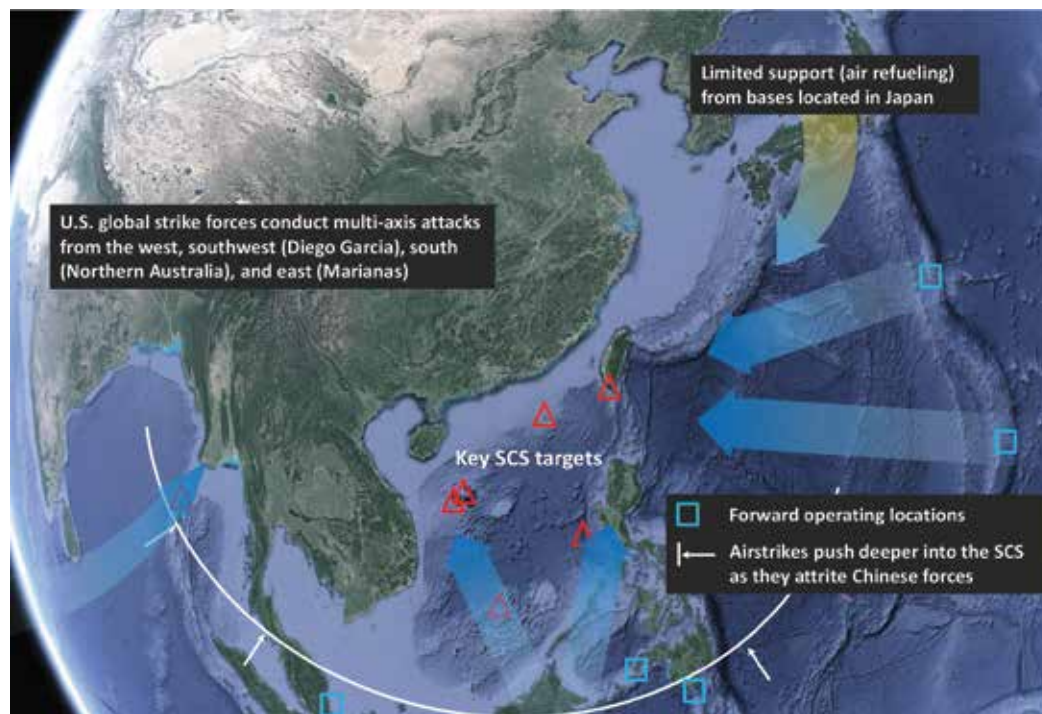 Limited support (air refueling)
from bases located in Japan
U.S. global strike forces conduct multi-axis attacks
from the west, southwest (Diego Garcia), south
(Northern Australia), and east (Marianas)
Key SCS targets
Forward operating locations
Airstrikes push deeper into the SCS
as they attrite Chinese forces